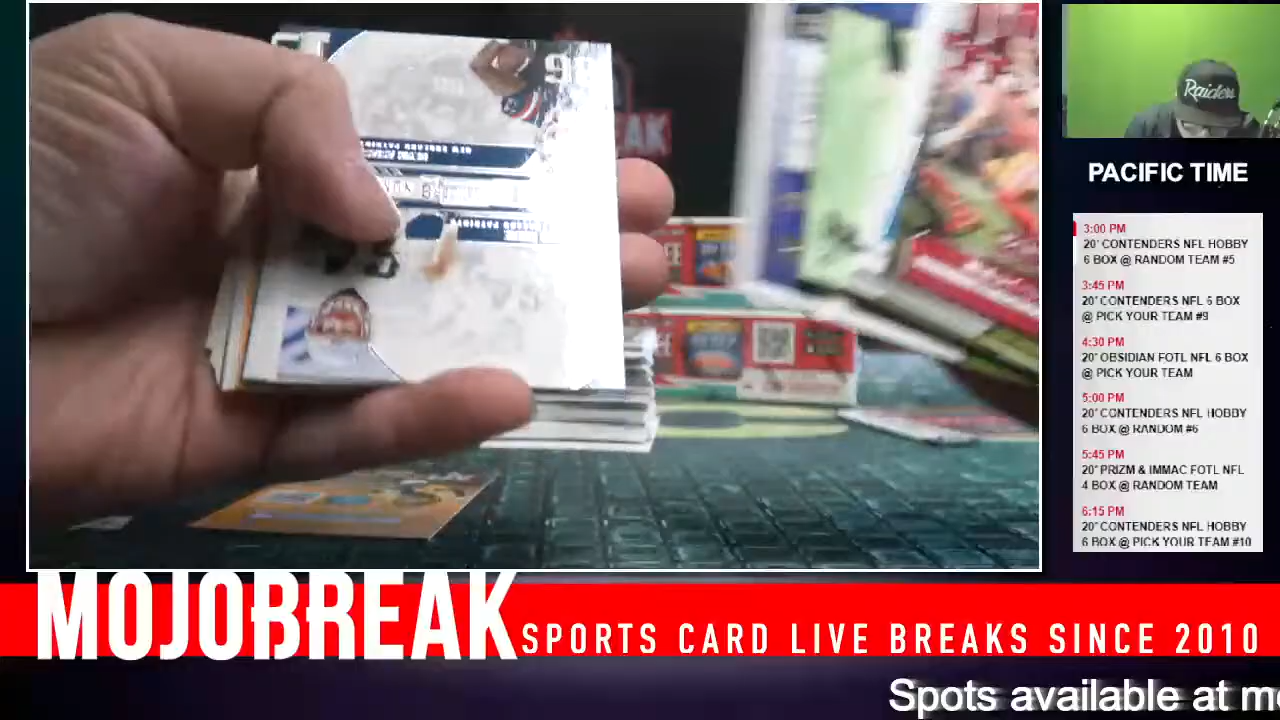 Raiders
PACIFIC TIME
3:00 PM
20' CONTENDERS NFL HOBBY
6 BOX @ RANDOM TEAM #5
3:45 PM
20' CONTENDERS NFL 6 BOX
@ PICK YOUR TEAM #9
4:30 PM
20' OBSIDIAN FOTL NFL 6 BOX
@ PICK YOUR TEAM
5:00 PM
20' CONTENDERS NFL HOBBY
6 BOX @ RANDOM #6
5:45 PM
20' PRIZM & IMMAC FOTL NFL
4 BOX @ RANDOM TEAM
6:15 PM
20' CONTENDERS NFL HOBBY
6 BOX @ PICK YOUR TEAM #10
MOJOBREAK
SPORTS CARD LIVE BREAKS SINCE 2010
Spots available at